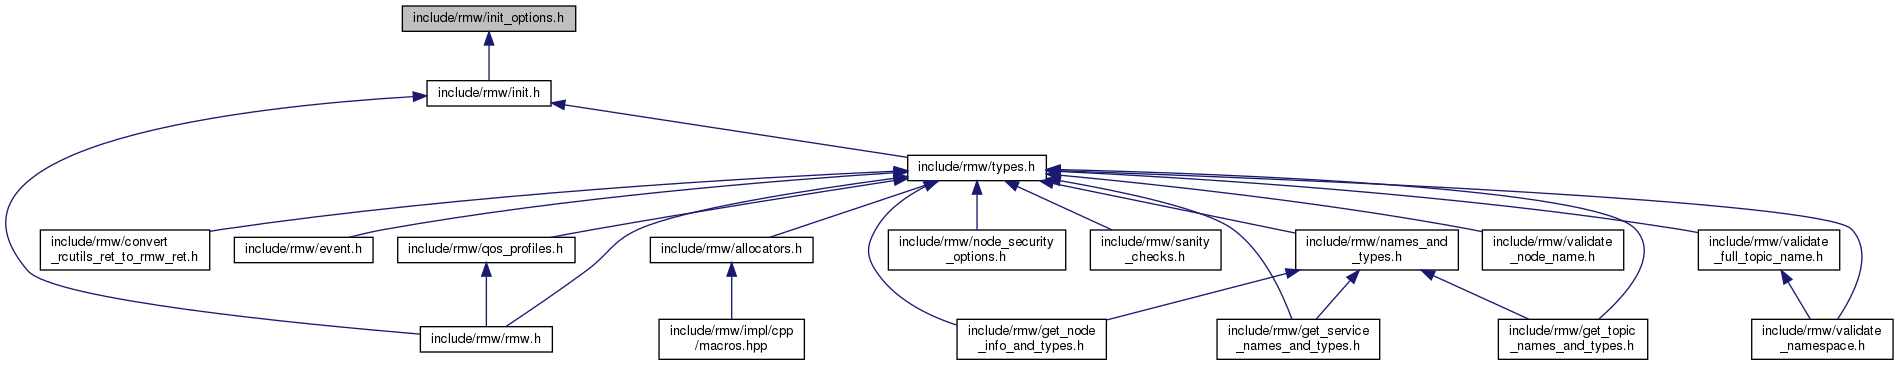 include/rmw/init_options.h
include/rmw/init.h
include/rmw/types.h
include/rmw/convert
_rcutils_ret_to_rmw_ret.h
include/rmw/event.h
include/rmw/qos_profiles.h
include/rmw/allocators.h
include/rmw/node_security
_options.h
include/rmw/sanity
_checks.h
include/rmw/names_and
_types.h
include/rmw/validate
_node_name.h
include/rmw/validate
_full_topic_name.h
include/rmw/rmw.h
include/rmw/impl/cpp
/macros.hpp
include/rmw/get_node
_info_and_types.h
include/rmw/get_service
_names_and_types.h
include/rmw/get_topic
_names_and_types.h
include/rmw/validate
_namespace.h